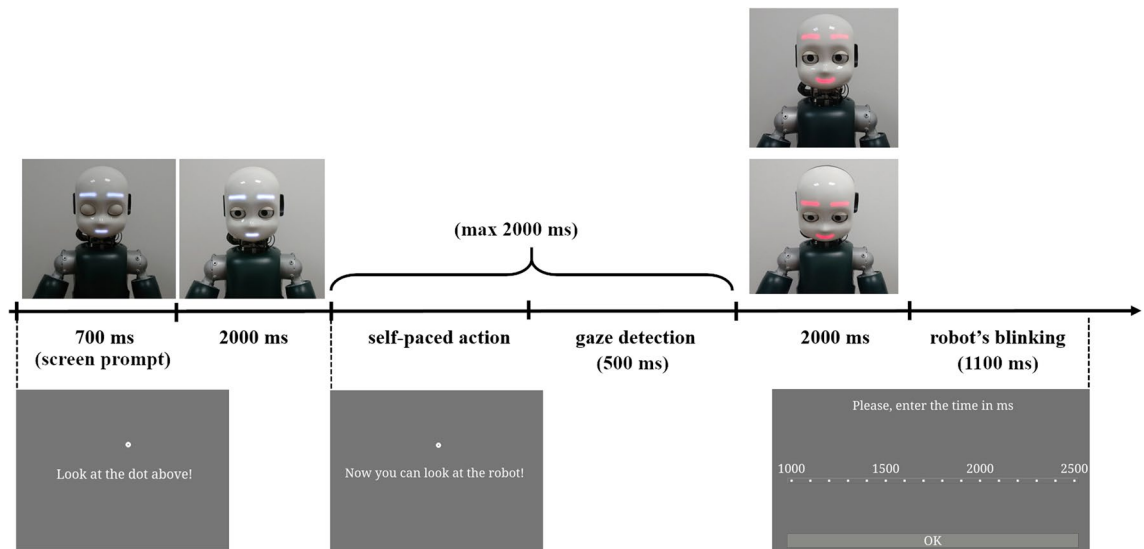 (max 2000 ms)
700 ms
(screen prompt)
2000 ms
self-paced action
gaze detection
(500 ms)
2000 ms
robot's blinking
(1100 ms)
Look at the dot above!
Now you can look at the robot!
Please, enter the time in ms
1000 1500 2000 2500
OK